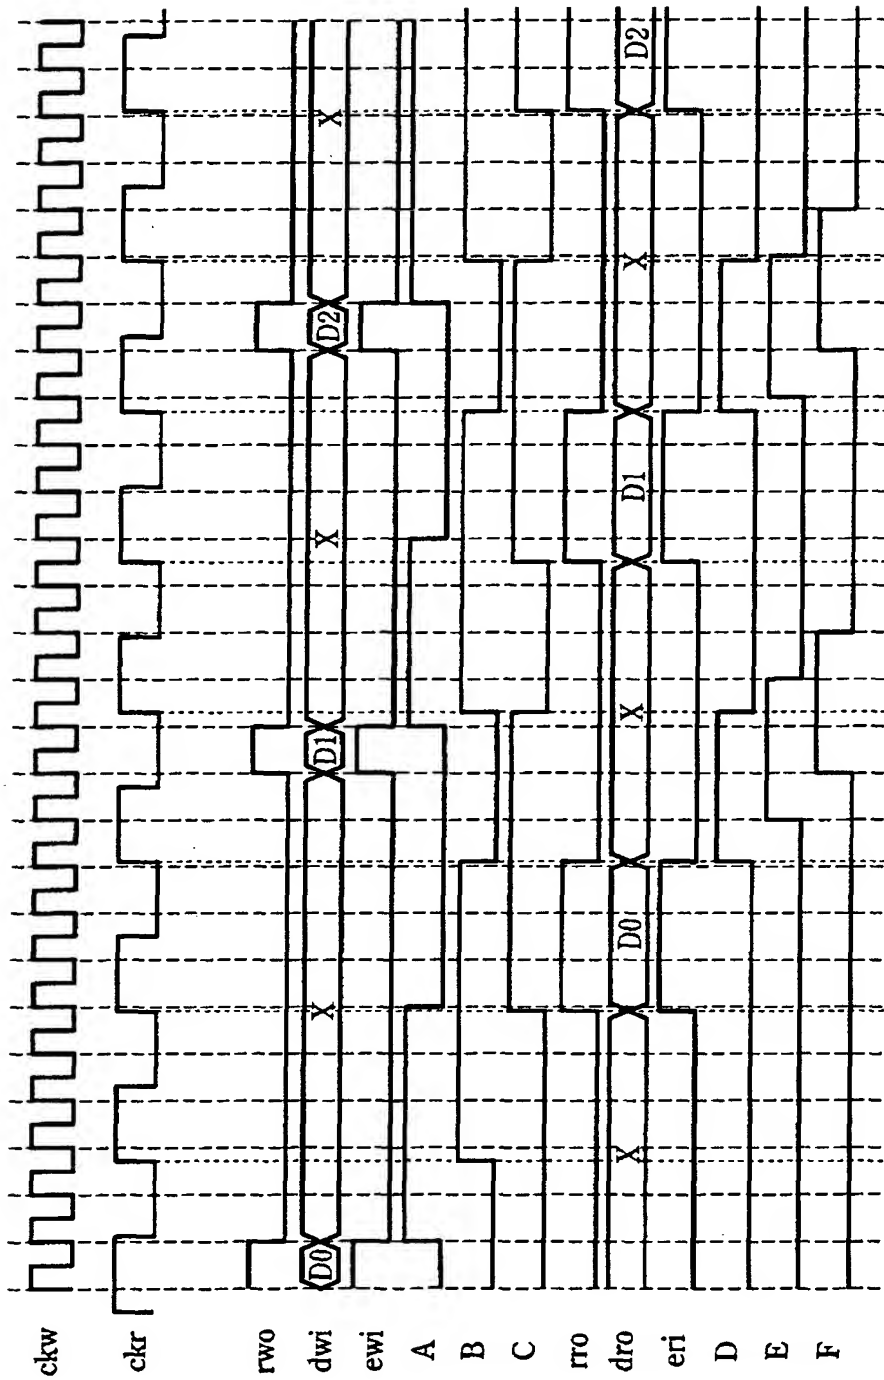 ckw
ckr
rwo
dwi D0 X D1 X D2 X
ewi
A
B
C
rro
dro X D0 X D1 X D2
eri
D
E
F